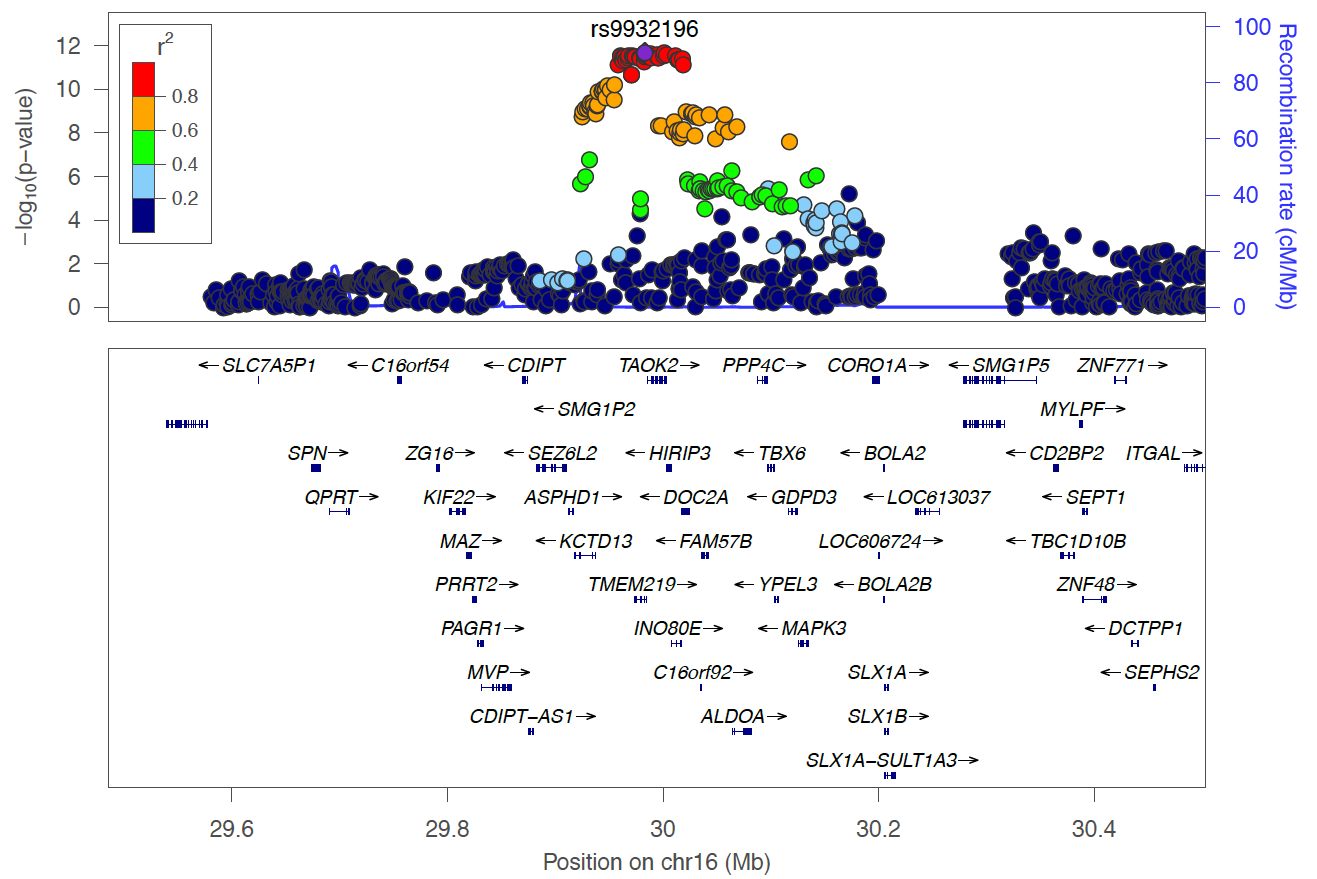 rs9932196
r2
0.8
0.6
0.4
0.2
12
10
8
6
4
2
0
−log10(p−value)
100
80
60
40
20
0
Recombination rate (cM/Mb)
SLC7A5P1 C16orf54 CDIPT TAOK2 PPP4C CORO1A SMG1P5 ZNF771
SMG1P2 MYLPF
SPN ZG16 SEZ6L2 HIRIP3 TBX6 BOLA2 CD2BP2 ITGAL
QPRT KIF22 ASPHD1 DOC2A GDPD3 LOC613037 SEPT1
MAZ KCTD13 FAM57B LOC606724 TBC1D10B
PRRT2 TMEM219 YPEL3 BOLA2B ZNF48
PAGR1 INO80E MAPK3 DCTPP1
MVP C16orf92 SLX1A SEPHS2
CDIPT−AS1 ALDOA SLX1B
SLX1A−SULT1A3
29.6 29.8 30 30.2 30.4
Position on chr16 (Mb)